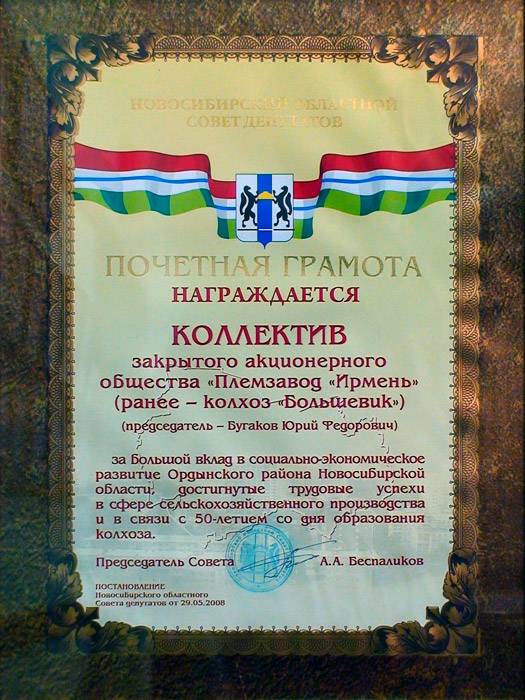 НОВОСИБИРСКИЙ ОБЛАСТНОЙ
СОВЕТ ДЕПУТАТОВ
ПОЧЕТНАЯ ГРАМОТА
НАГРАЖДАЕТСЯ
КОЛЛЕКТИВ
закрытого акционерного
общества «Племзавод «Ирмень»
(ранее – колхоз «Большевик»)
(председатель – Бугаков Юрий Федорович)
за большой вклад в социально-экономическое
развитие Ордынского района Новосибирской
области, достигнутые трудовые успехи
в сфере сельскохозяйственного производства
и в связи с 50-летием со дня образования
колхоза.
Председатель Совета А.А. Беспаликов
ПОСТАНОВЛЕНИЕ
Новосибирского областного
Совета депутатов от 29.05.2008